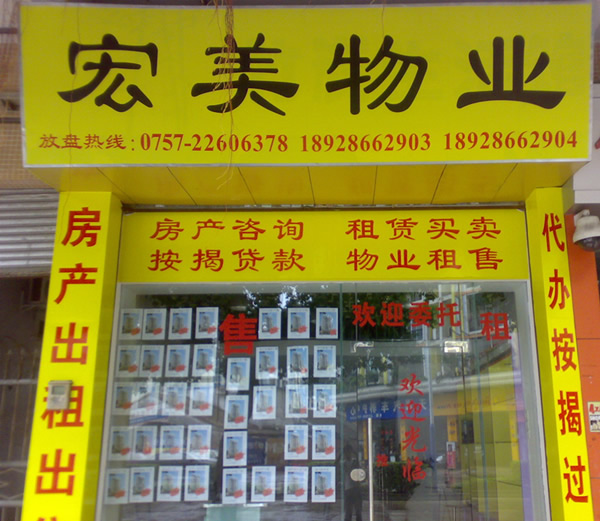 宏美物业
放盘热线:0757-22606378 18928662903 18928662904
房产咨询 租赁买卖
按揭贷款 物业租售
房产出租出
代办按揭过
售
欢迎委托
租
欢迎光临